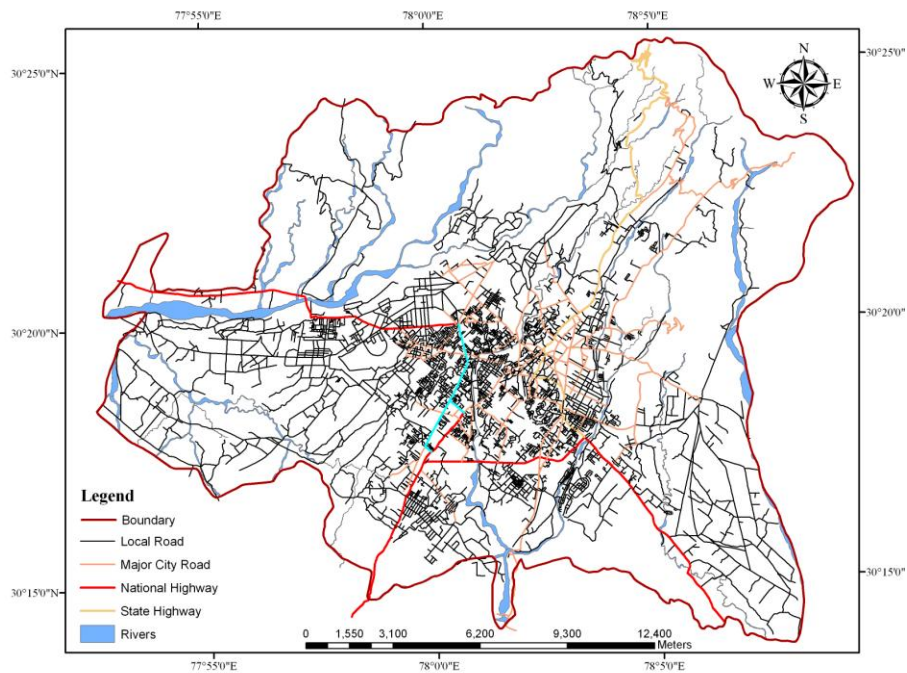 77°55'0"E 78°0'0"E 78°5'0"E
30°25'0"N
30°25'0"N
N
W E
S
30°20'0"N
30°20'0"N
30°15'0"N
30°15'0"N
Legend
Boundary
Local Road
Major City Road
National Highway
State Highway
Rivers
0 1,550 3,100 6,200 9,300 12,400
Meters
77°55'0"E 78°0'0"E 78°5'0"E